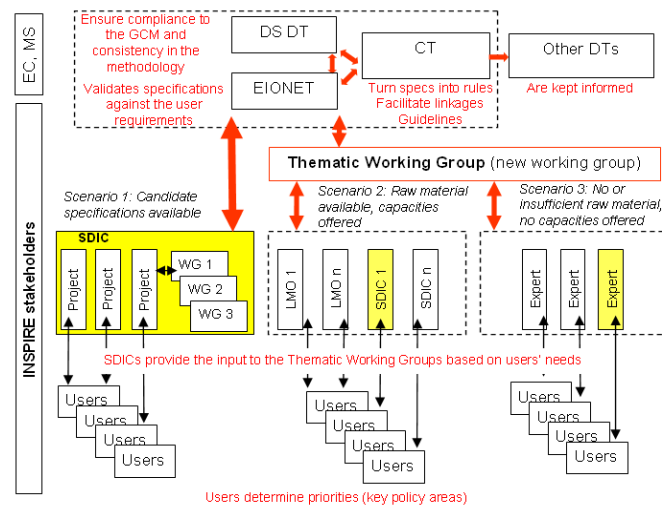 EC, MS
Ensure compliance to
the GCM and
consistency in the
methodology
Validates specifications
against the user
requirements
DS DT
EIONET
CT
Turn specs into rules
Facilitate linkages
Guidelines
Other DTs
Are kept informed
INSPIRE stakeholders
Thematic Working Group (new working group)
Scenario 1: Candidate
specifications available
Scenario 2: Raw material
available, capacities
offered
Scenario 3: No or
insufficient raw material,
no capacities offered
SDIC
Project
Project
Project
WG 1
WG 2
WG 3
LMO 1
LMO n
SDIC 1
SDIC n
Expert
Expert
Expert
SDICs provide the input to the Thematic Working Groups based on users' needs
Users
Users
Users
Users
Users
Users
Users
Users
Users
Users
Users
Users
Users determine priorities (key policy areas)